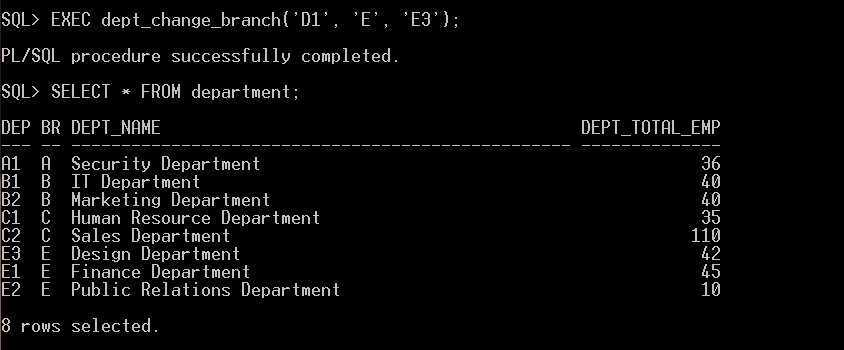 SQL> EXEC dept_change_branch('D1', 'E', 'E3');
PL/SQL procedure successfully completed.
SQL> SELECT * FROM department;
DEP BR DEPT_NAME                                          DEPT_TOTAL_EMP
--- -- -------------------------------------------------- --------------
A1  A  Security Department                                            36
B1  B  IT Department                                                  40
B2  B  Marketing Department                                           40
C1  C  Human Resource Department                                      35
C2  C  Sales Department                                              110
E3  E  Design Department                                              42
E1  E  Finance Department                                             45
E2  E  Public Relations Department                                    10
8 rows selected.